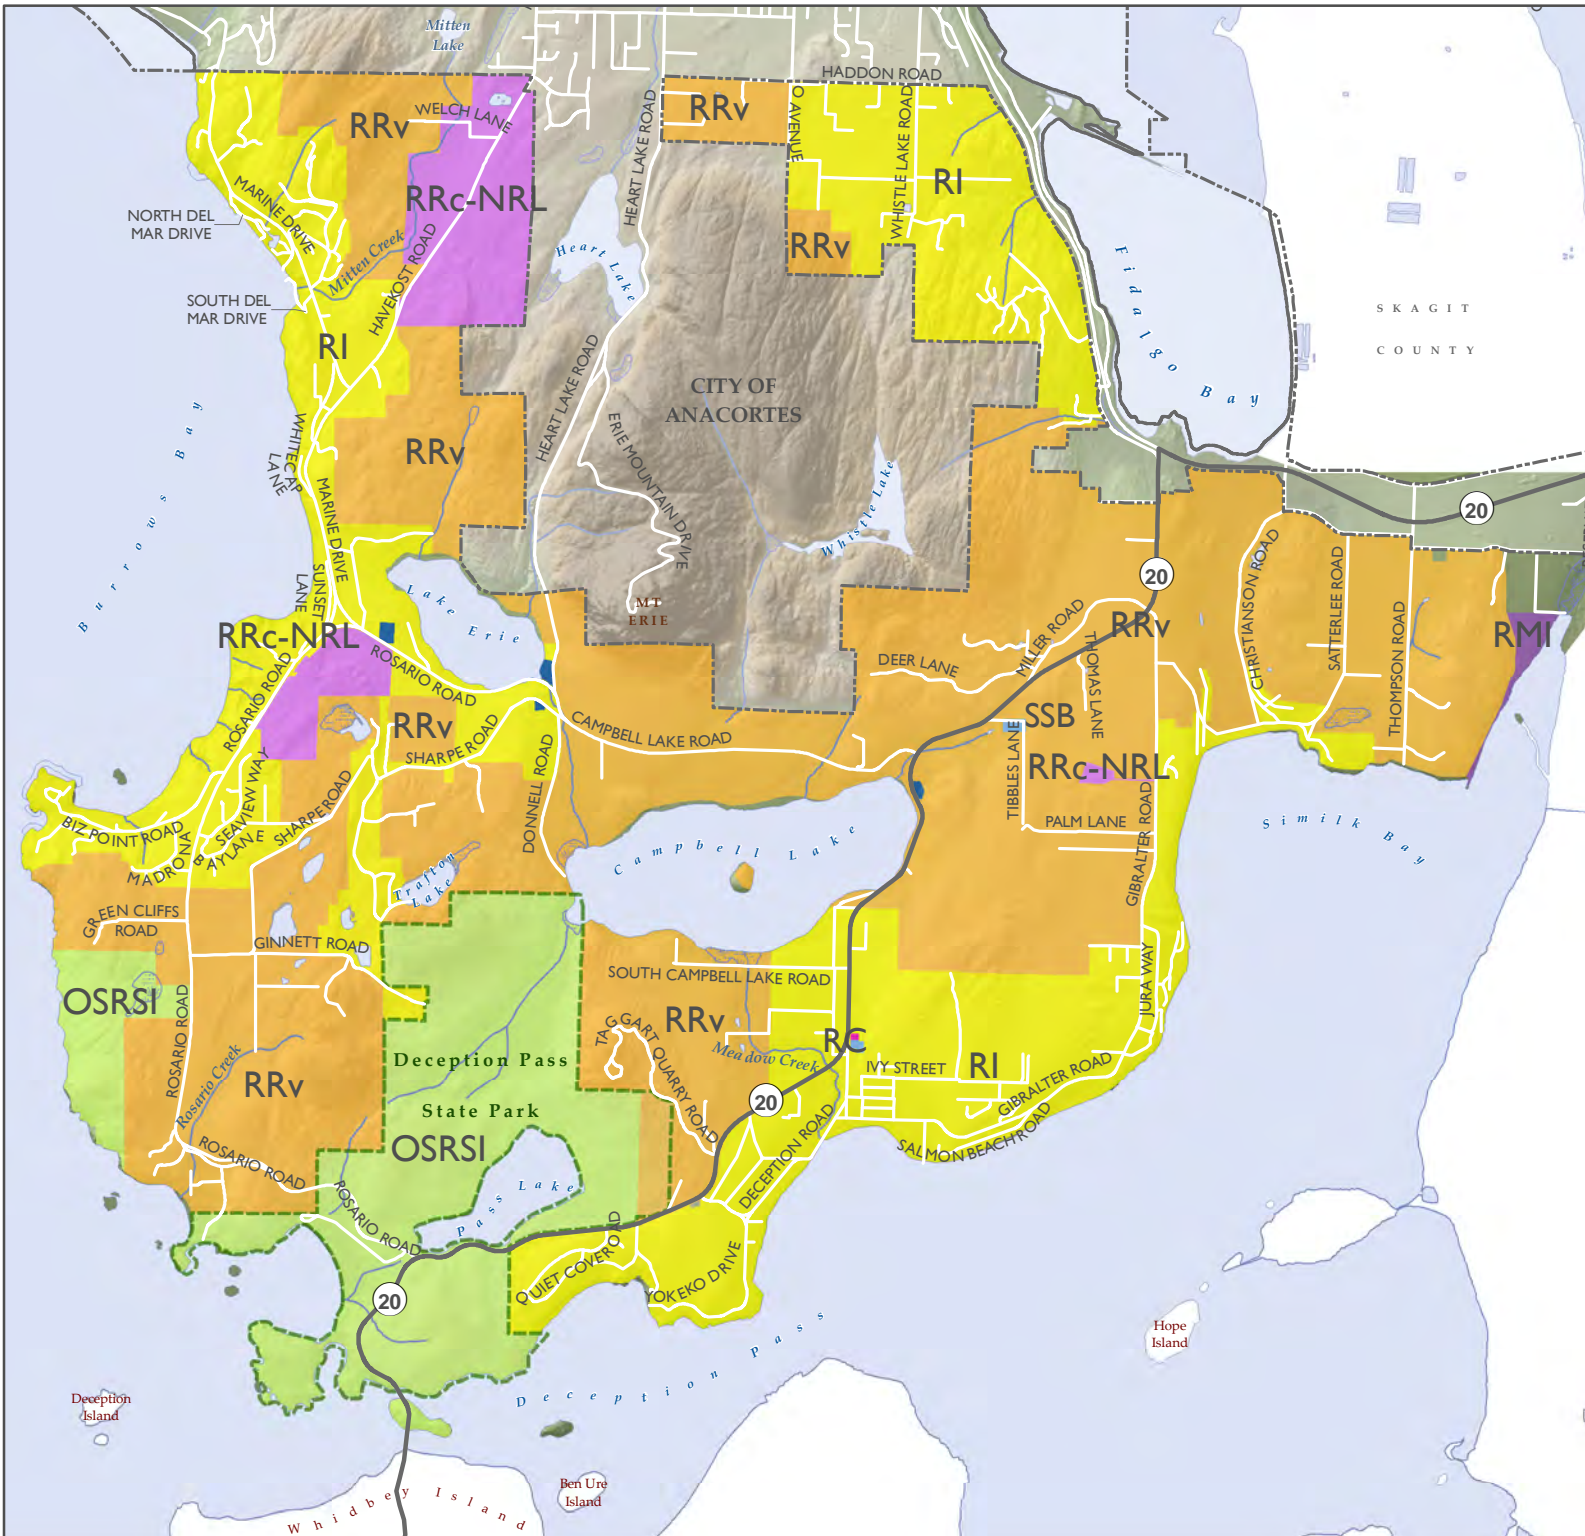 Mitten
Lake
HADDON ROAD
WELCH LANE
RRv
RRv
O AVENUE
WHISTLE LAKE ROAD
HEART LAKE ROAD
RI
RRc-NRL
MARINE DRIVE
NORTH DEL
MAR DRIVE
Mitten Creek
HAVEKOST ROAD
RRv
Heart Lake
Fidalgo Bay
SOUTH DEL
MAR DRIVE
SKAGIT
COUNTY
RI
HEART LAKE ROAD
CITY OF
ANACORTES
Burrows Bay
WHITECAP
LANE
RRv
ERIE MOUNTAIN DRIVE
Whistle Lake
MARINE DRIVE
20
20
SUNSET
LANE
Lake Erie
MT
ERIE
CHRISTIANSON ROAD
SATTERLEE ROAD
THOMPSON ROAD
RRc-NRL
RRv
RMI
MILLER ROAD
THOMAS LANE
DEER LANE
ROSARIO ROAD
ROSARIO ROAD
RRv
SHARPE ROAD
CAMPBELL LAKE ROAD
SSB
TIBBLES LANE
RRc-NRL
DONNELL ROAD
SEAVIEW WAY
SHARPE ROAD
BIZ POINT ROAD
BAY LANE
MADRONA
PALM LANE
GIBRALTER ROAD
Similk Bay
Campbell Lake
Trafton
Lake
GREEN CLIFFS
ROAD
GINNETT ROAD
SOUTH CAMPBELL LAKE ROAD
JURA WAY
OSRSI
ROSARIO ROAD
RRv
TAGGART QUARRY ROAD
Meadow Creek
RC
IVY STREET
RI
GIBRALTER ROAD
Deception Pass
State Park
Rosario Creek
RRv
20
OSRSI
SALMON BEACH ROAD
DECEPTION ROAD
ROSARIO ROAD
ROSARIO ROAD
Pass Lake
QUIET COVE ROAD
YOKEKO DRIVE
20
Hope
Island
Deception Pass
Deception
Island
Ben Ure
Island
Whidbey Island